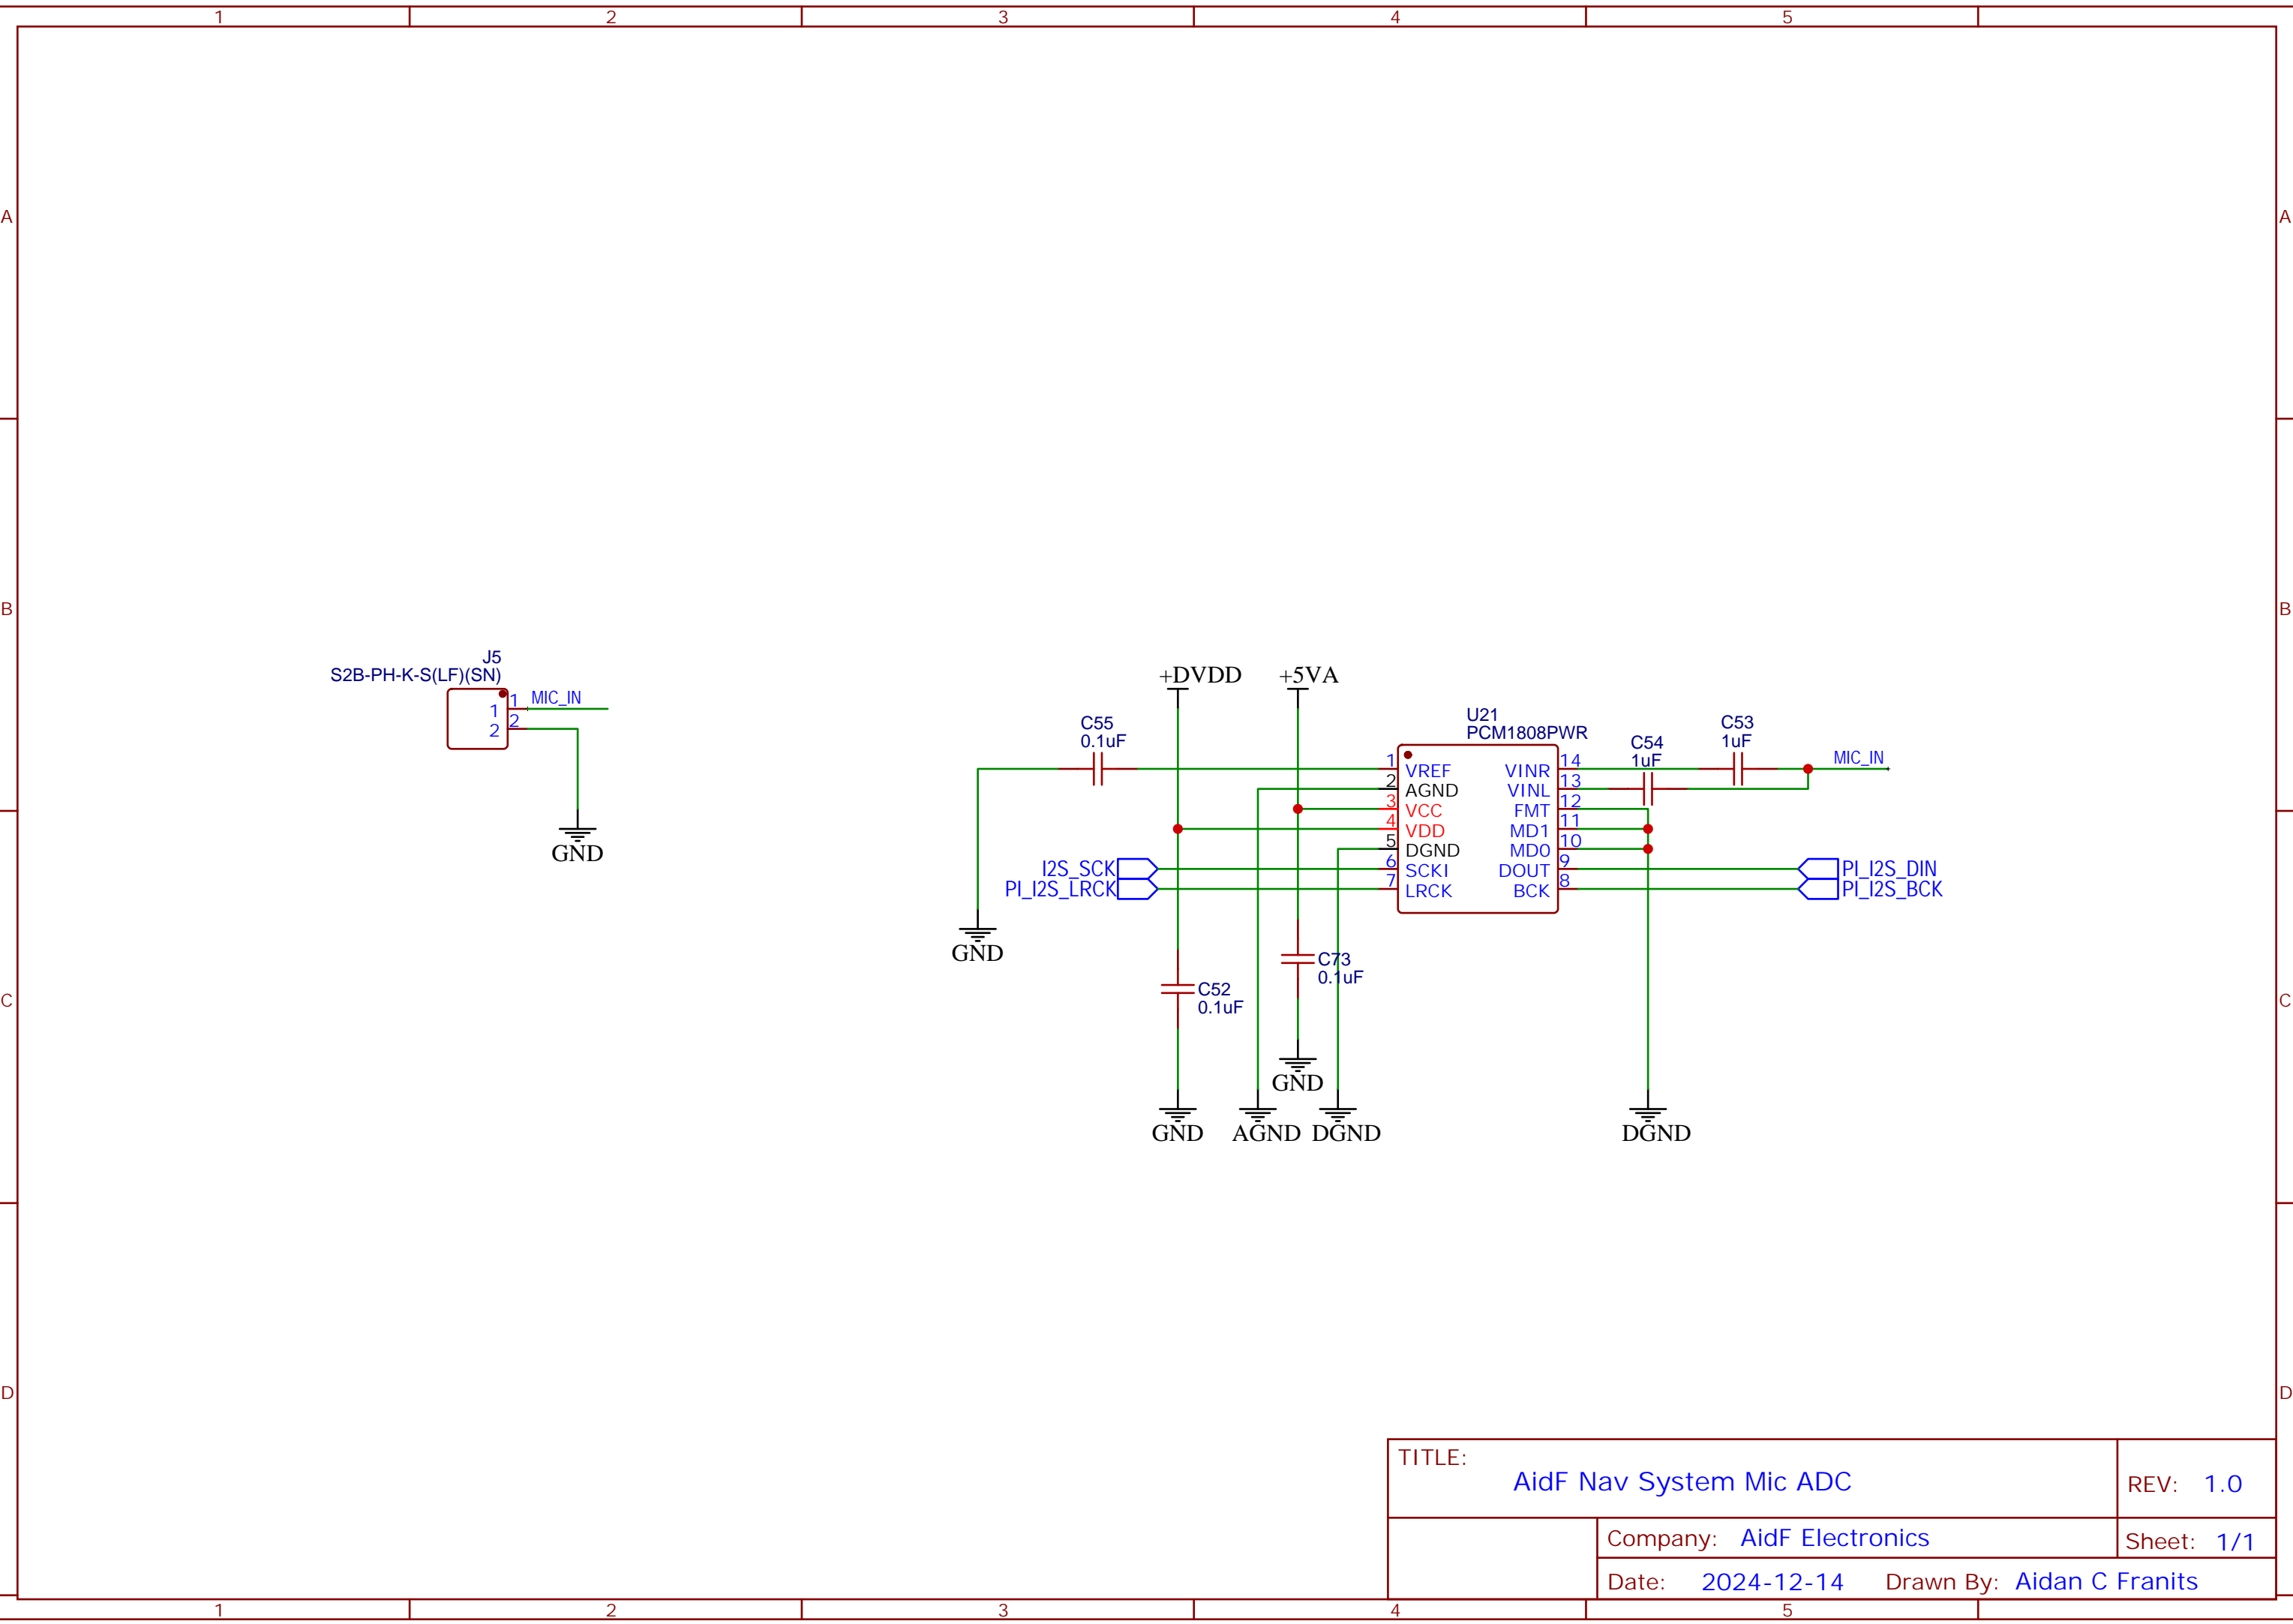 1 2 3 4 5
A A
B B
C C
D D
J5
S2B-PH-K-S(LF)(SN)
1 1 MIC_IN
2 2
GND
+DVDD +5VA
C55
0.1uF
U21
PCM1808PWR
C54
1uF
C53
1uF
MIC_IN
1 VREF VINR 14
2 AGND VINL 13
3 VCC FMT 12
4 VDD MD1 11
5 DGND MD0 10
I2S_SCK 6 SCKI DOUT 9 PI_I2S_DIN
PI_I2S_LRCK 7 LRCK BCK 8 PI_I2S_BCK
GND
C73
0.1uF
C52
0.1uF
GND
GND AGND DGND DGND
TITLE:
AidF Nav System Mic ADC
REV: 1.0
Company: AidF Electronics
Sheet: 1/1
Date: 2024-12-14 Drawn By: Aidan C Franits
1 2 3 4 5